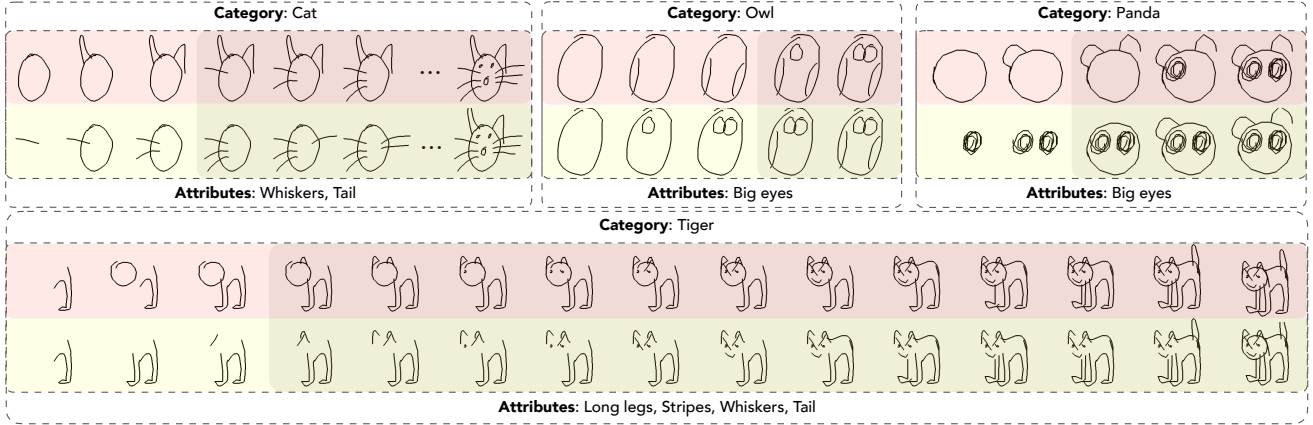 Category: Cat
Attributes: Whiskers, Tail
Category: Owl
Attributes: Big eyes
Category: Panda
Attributes: Big eyes
Category: Tiger
Attributes: Long legs, Stripes, Whiskers, Tail